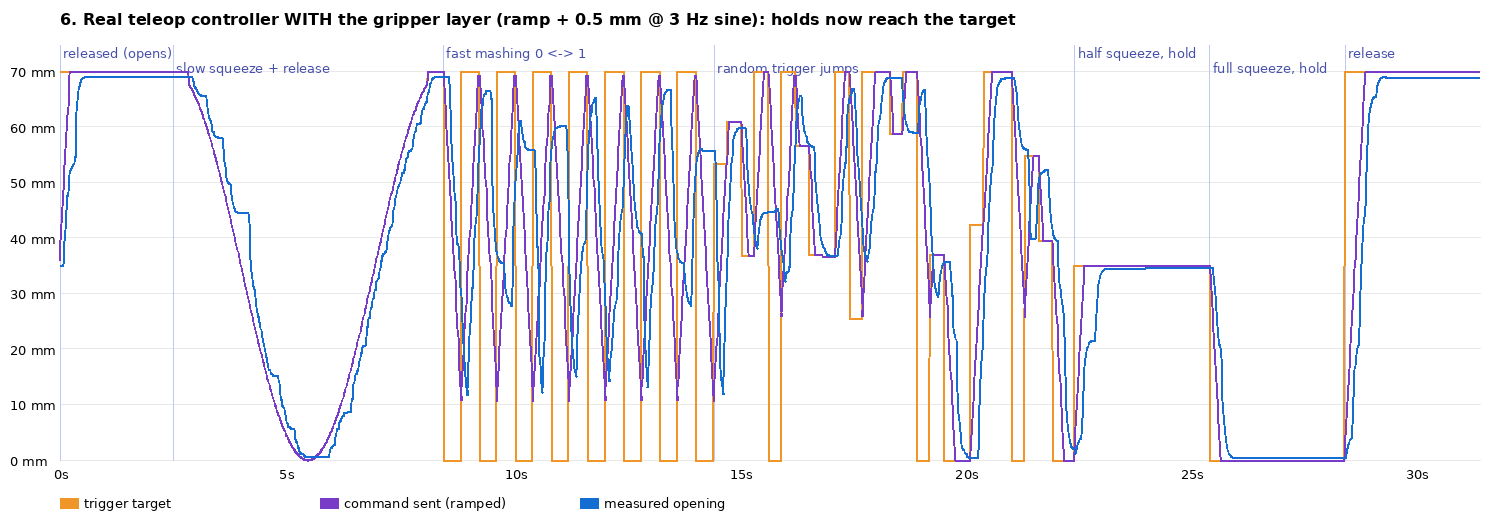 6. Real teleop controller WITH the gripper layer (ramp + 0.5 mm @ 3 Hz sine): holds now reach the target
released (opens)
slow squeeze + release
fast mashing 0 <-> 1
random trigger jumps
half squeeze, hold
full squeeze, hold
release
70 mm
60 mm
50 mm
40 mm
30 mm
20 mm
10 mm
0 mm
0s 5s 10s 15s 20s 25s 30s
trigger target command sent (ramped) measured opening